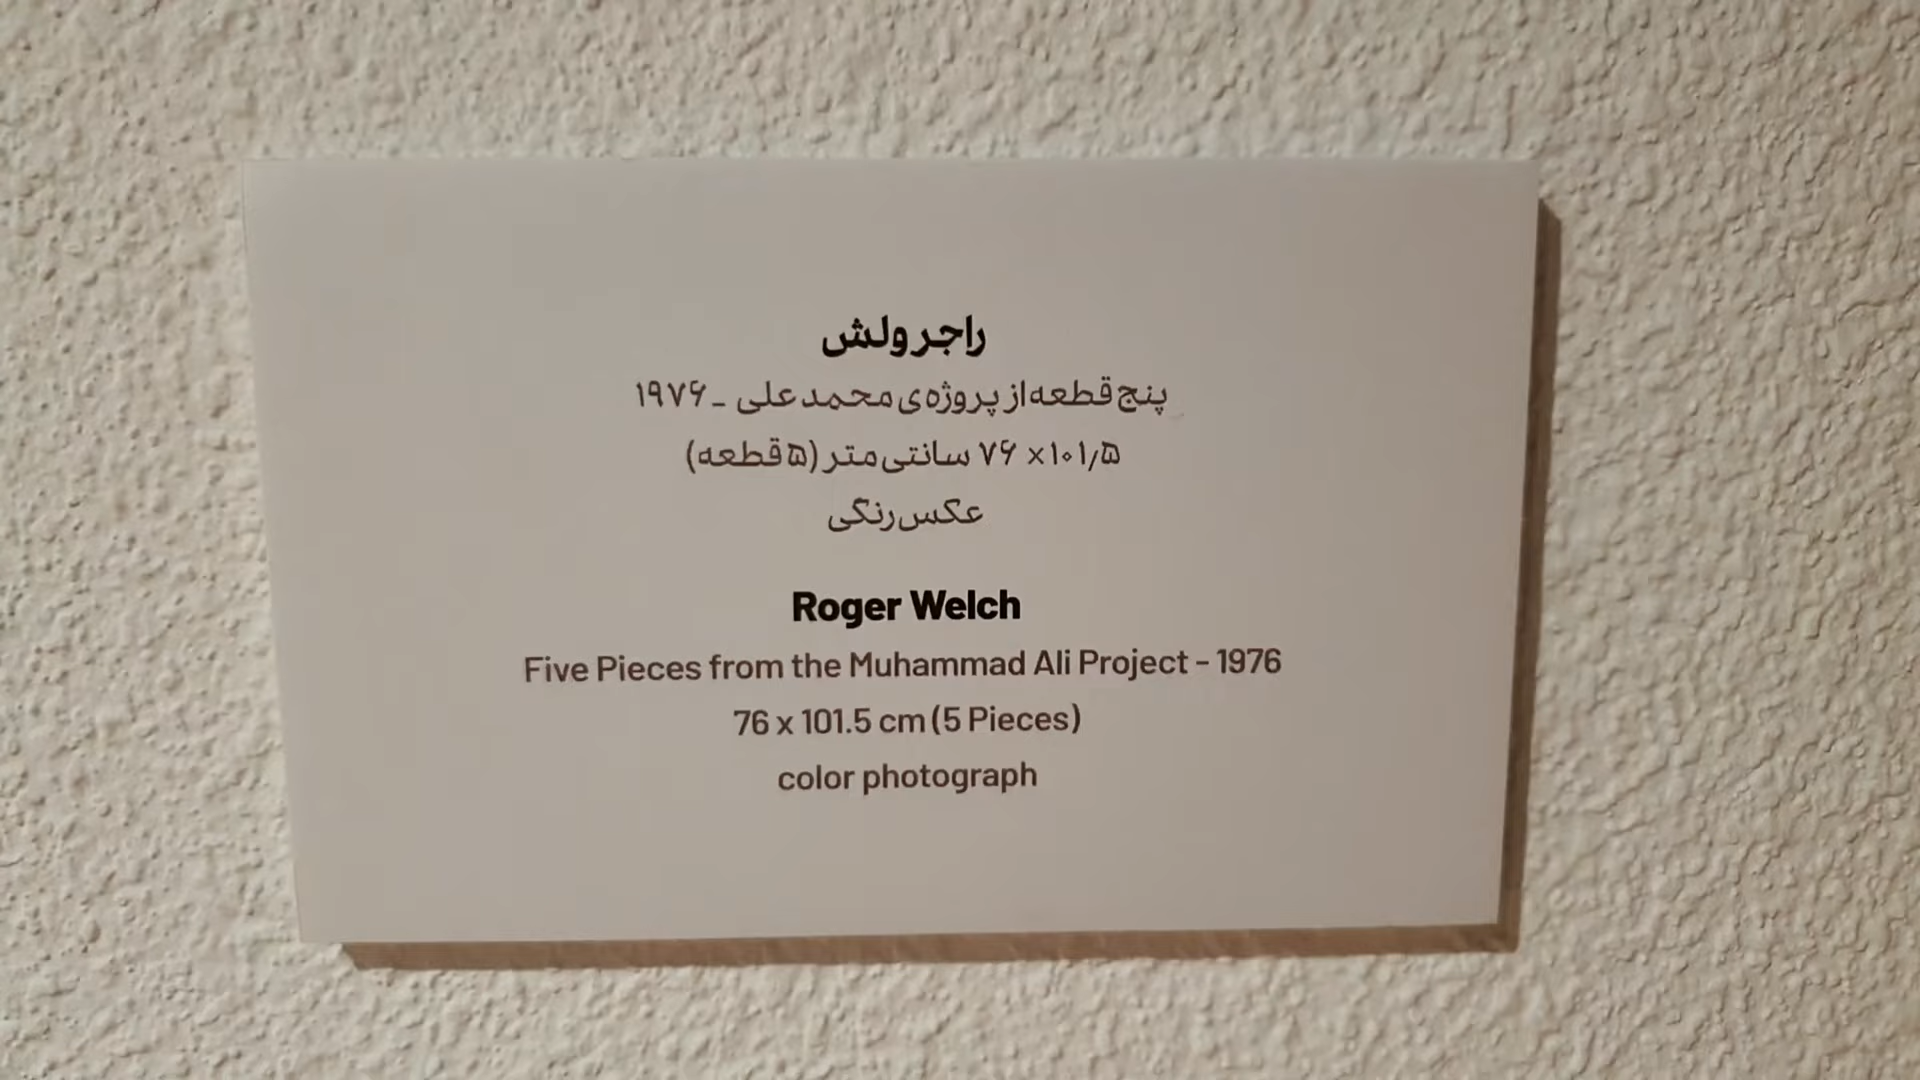 راجر ولش
پنج قطعه از پروژه‌ی محمد علی ـ ۱۹۷۶
۷۶ × ۱۰۱٫۵ سانتی متر (۵ قطعه)
عکس رنگی
Roger Welch
Five Pieces from the Muhammad Ali Project - 1976
76 x 101.5 cm (5 Pieces)
color photograph